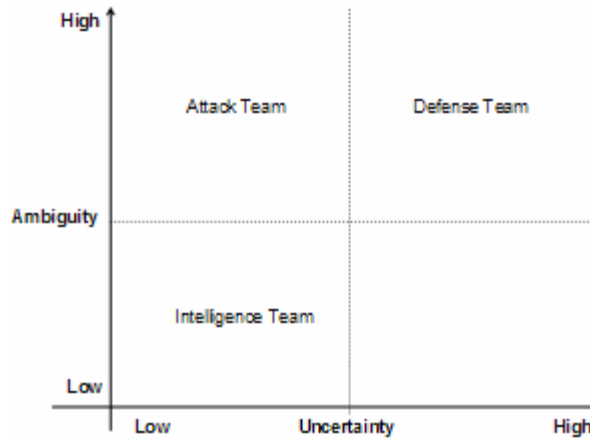 High
Attack Team
Defense Team
Ambiguity
Intelligence Team
Low
Low
Uncertainty
High